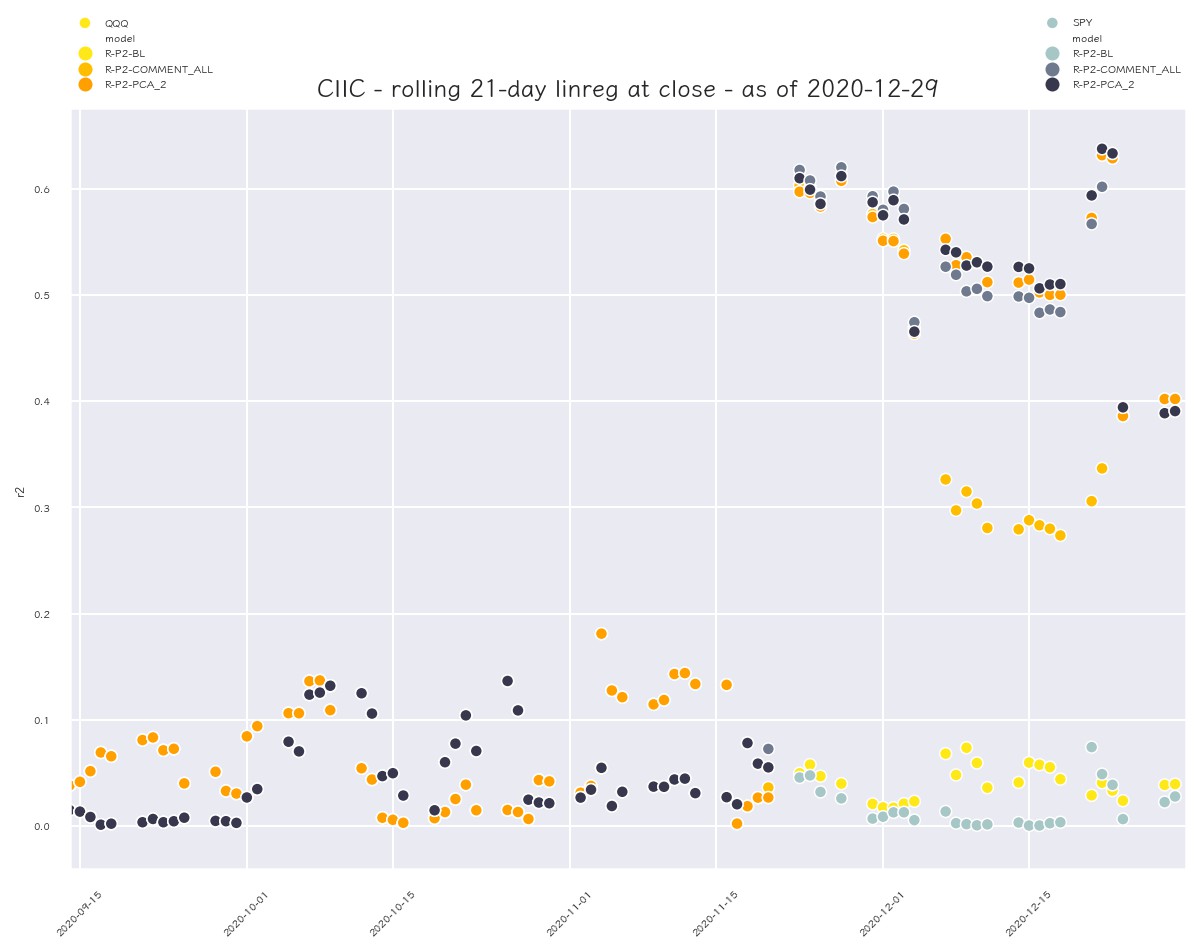 QQQ
model
R-P2-BL
R-P2-COMMENT_ALL
R-P2-PCA_2
SPY
model
R-P2-BL
R-P2-COMMENT_ALL
R-P2-PCA_2
CIIC - rolling 21-day linreg at close - as of 2020-12-29
0.6
0.5
0.4
0.3
0.2
0.1
0.0
r2
2020-09-15
2020-10-01
2020-10-15
2020-11-01
2020-11-15
2020-12-01
2020-12-15